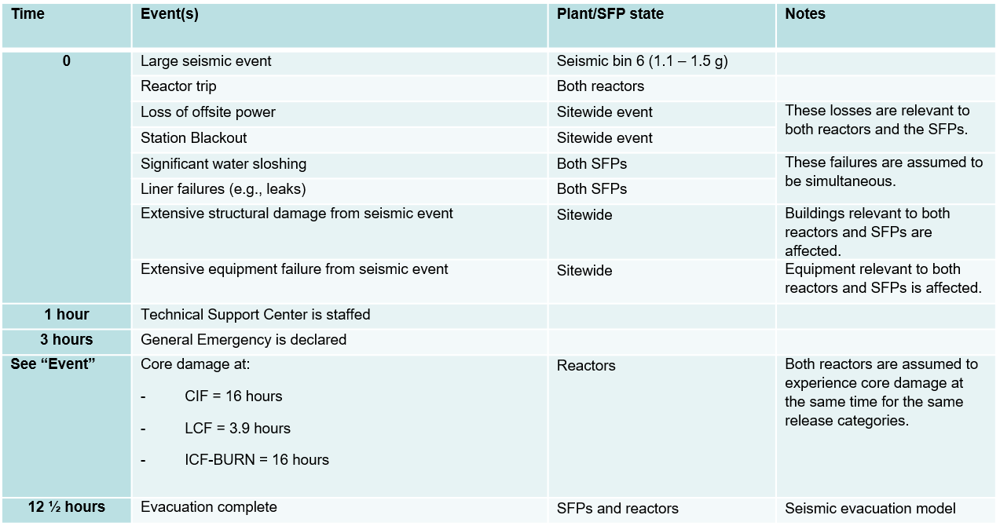 Time Event(s) Plant/SFP state Notes
0 Large seismic event Seismic bin 6 (1.1 – 1.5 g)
Reactor trip Both reactors
Loss of offsite power Sitewide event These losses are relevant to
both reactors and the SFPs.
Station Blackout Sitewide event
Significant water sloshing Both SFPs These failures are assumed to
be simultaneous.
Liner failures (e.g., leaks) Both SFPs
Extensive structural damage from seismic event Sitewide Buildings relevant to both
reactors and SFPs are
affected.
Extensive equipment failure from seismic event Sitewide Equipment relevant to both
reactors and SFPs is affected.
1 hour Technical Support Center is staffed
3 hours General Emergency is declared
See “Event” Core damage at: Reactors Both reactors are assumed to
experience core damage at
the same time for the same
release categories.
- CIF = 16 hours
- LCF = 3.9 hours
- ICF-BURN = 16 hours
12 ½ hours Evacuation complete SFPs and reactors Seismic evacuation model